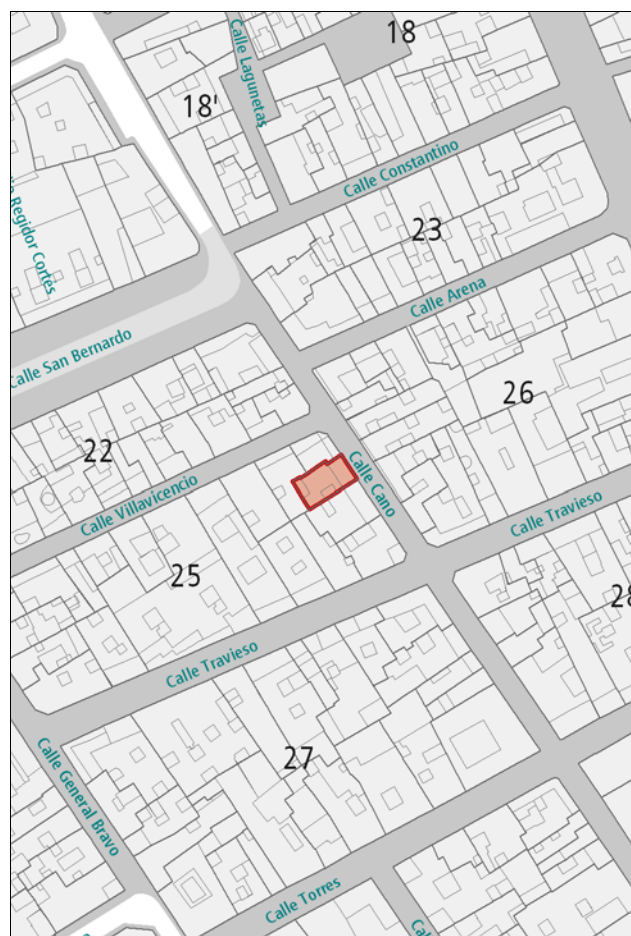 18
Calle Lagunetas
18'
Calle Constantino
Regidor Cortés
23
Calle Arena
Calle San Bernardo
26
22
Calle Cano
Calle Villavicencio
Calle Travieso
25
28
Calle Travieso
27
Calle General Bravo
Calle Torres